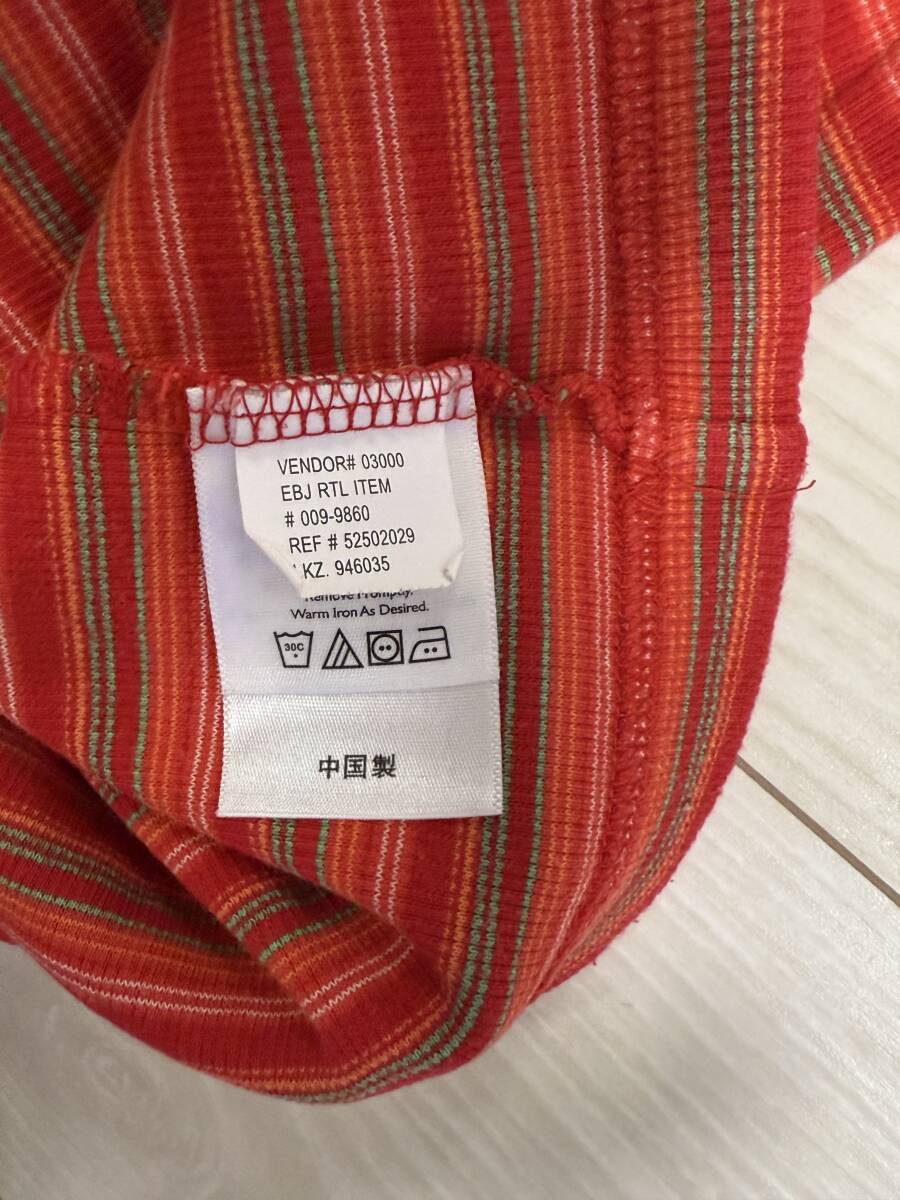 VENDOR# 03000
EBJ RTL ITEM
# 009-9860
REF # 52502029
KZ. 946035
Remove Promptly.
Warm Iron As Desired.
30C
中国製